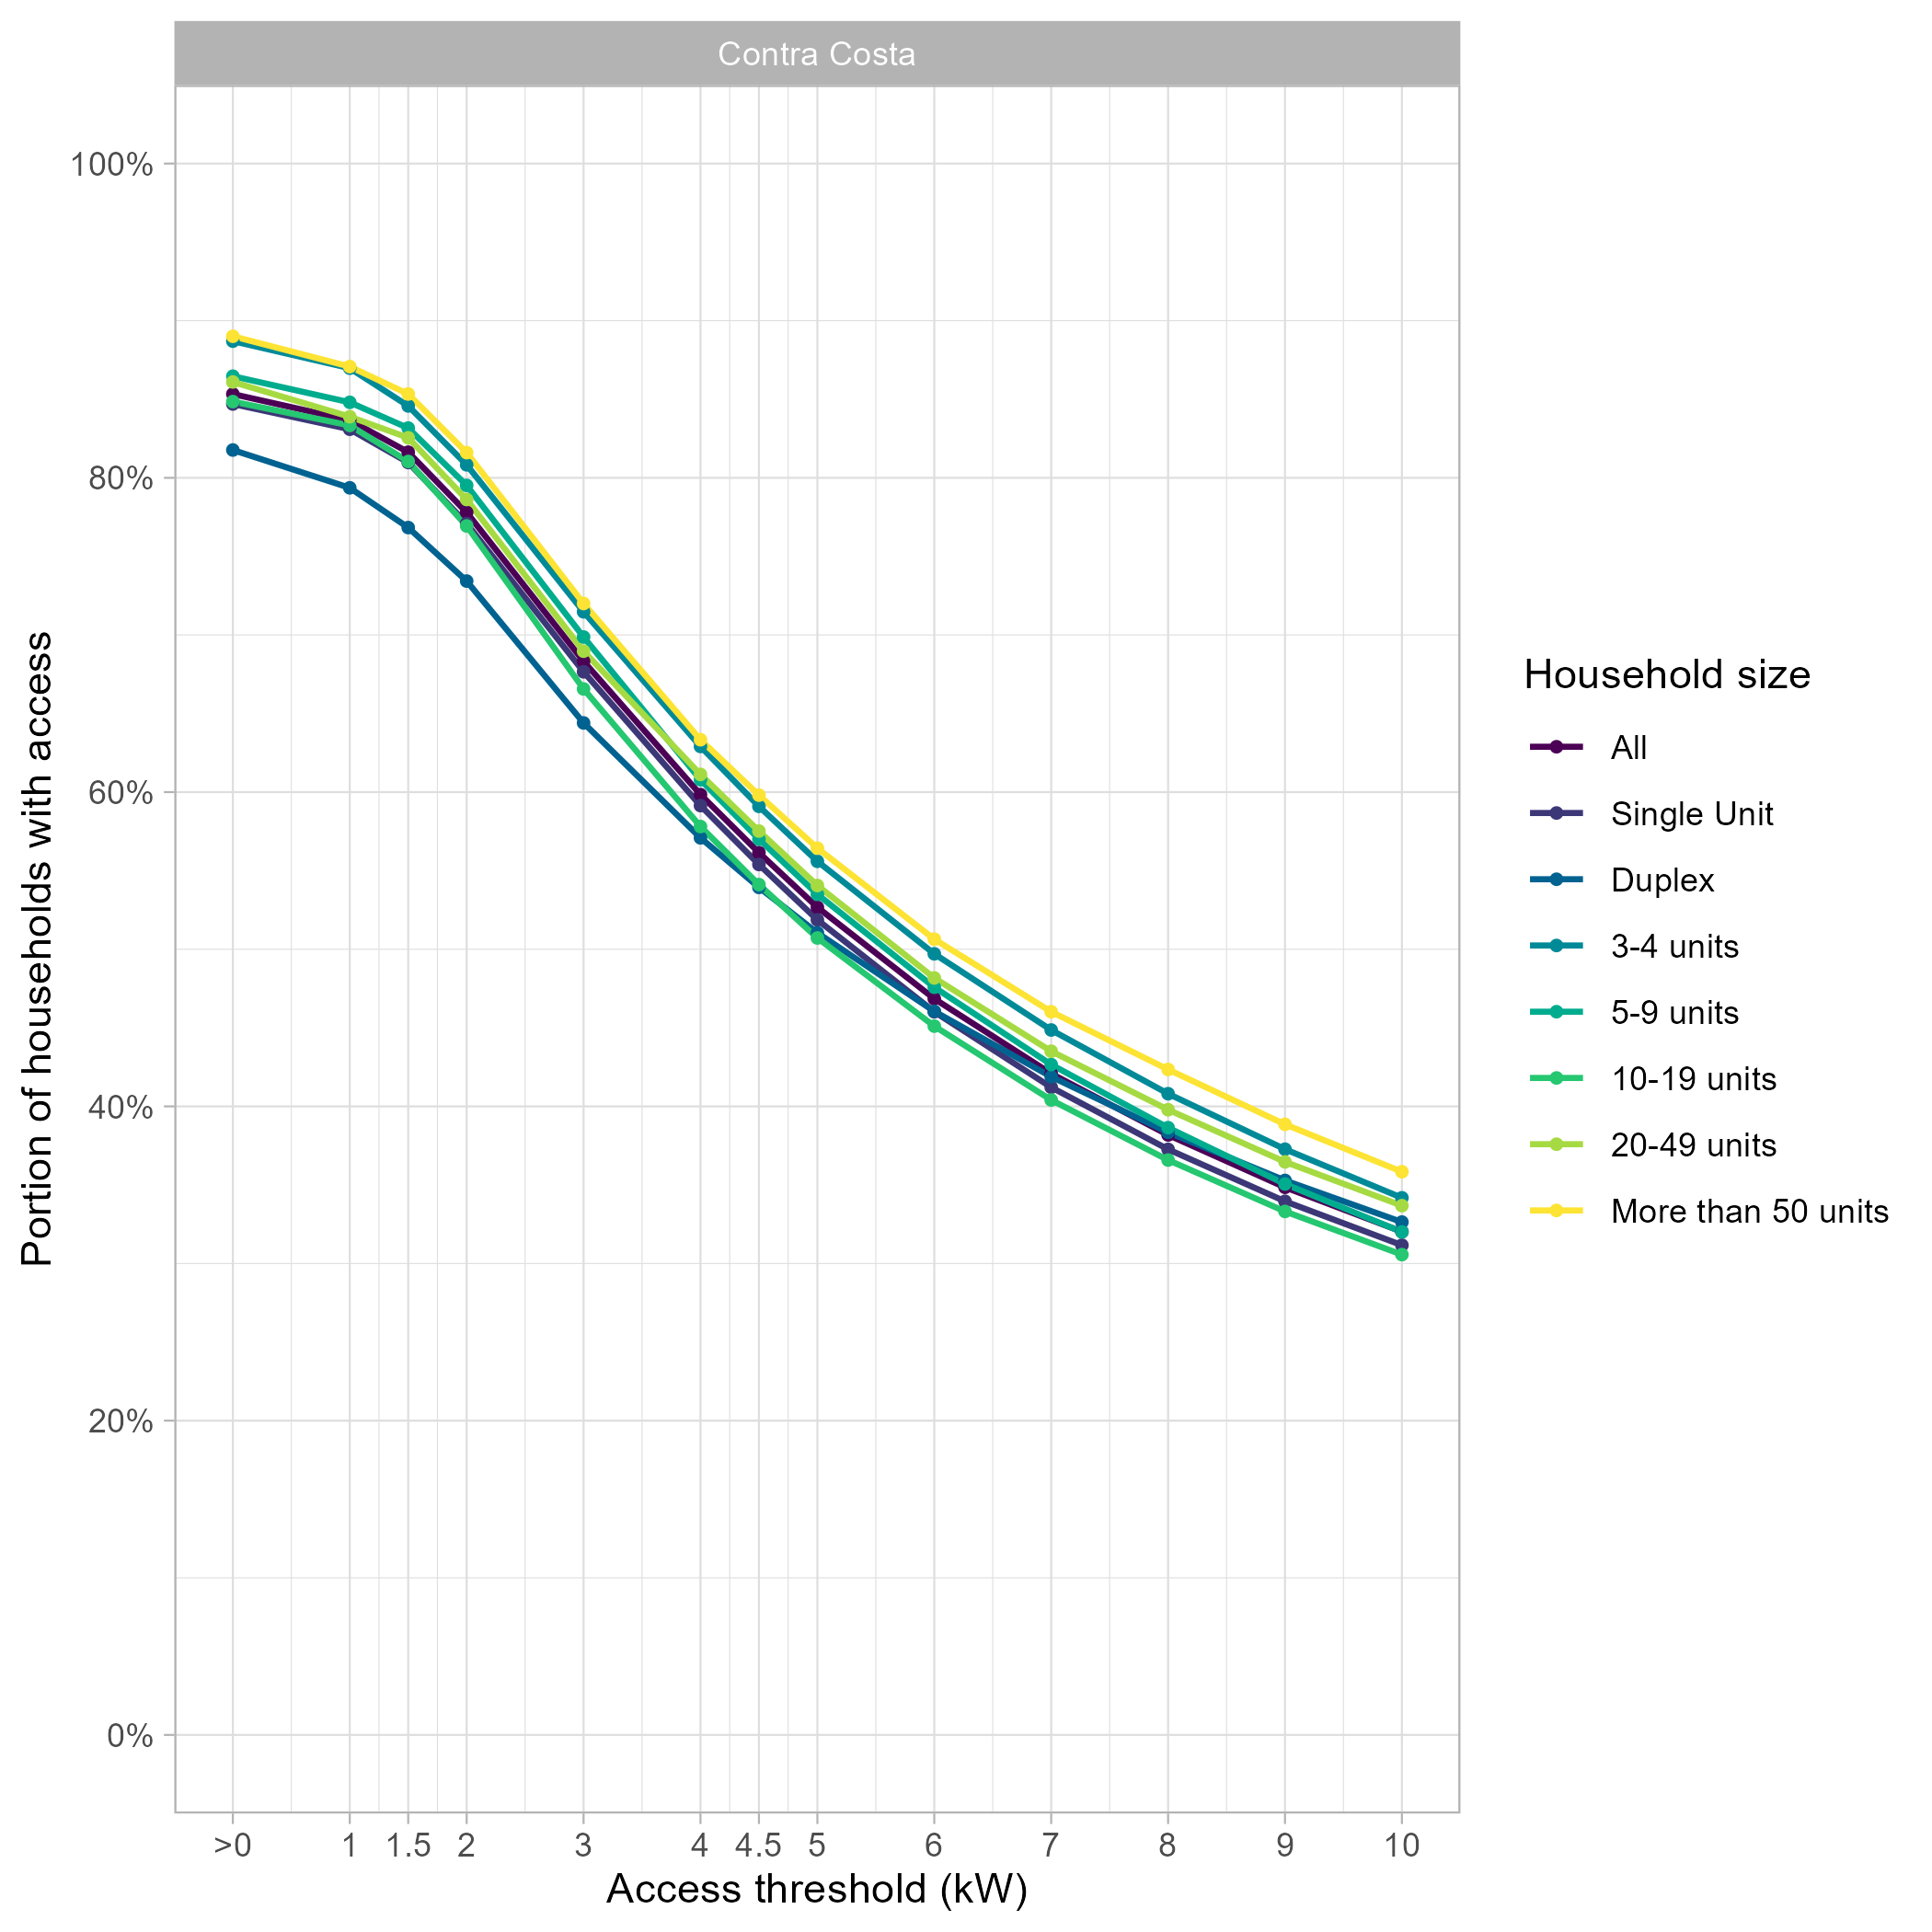 Contra Costa
100%
80%
60%
40%
20%
0%
Portion of households with access
>0 1 1.5 2 3 4 4.5 5 6 7 8 9 10
Access threshold (kW)
Household size
All
Single Unit
Duplex
3-4 units
5-9 units
10-19 units
20-49 units
More than 50 units